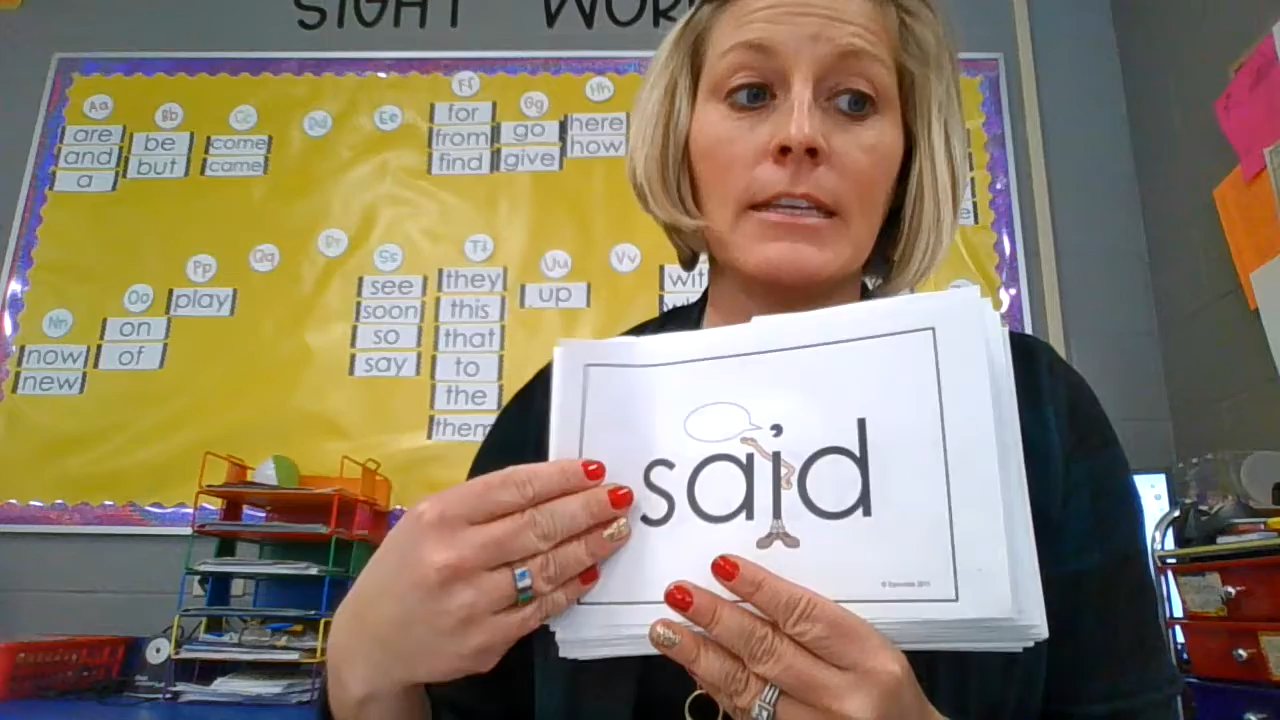 SIGHT WOR
Aa
are
and
a
Bb
be
but
Cc
come
came
Dd
Ee
Ff
for
from
find
Gg
go
give
Hh
here
how
Nn
now
new
Oo
on
of
Pp
play
Qq
Rr
Ss
see
soon
so
say
Tt
they
this
that
to
the
them
Uu
up
Vv
wit
said